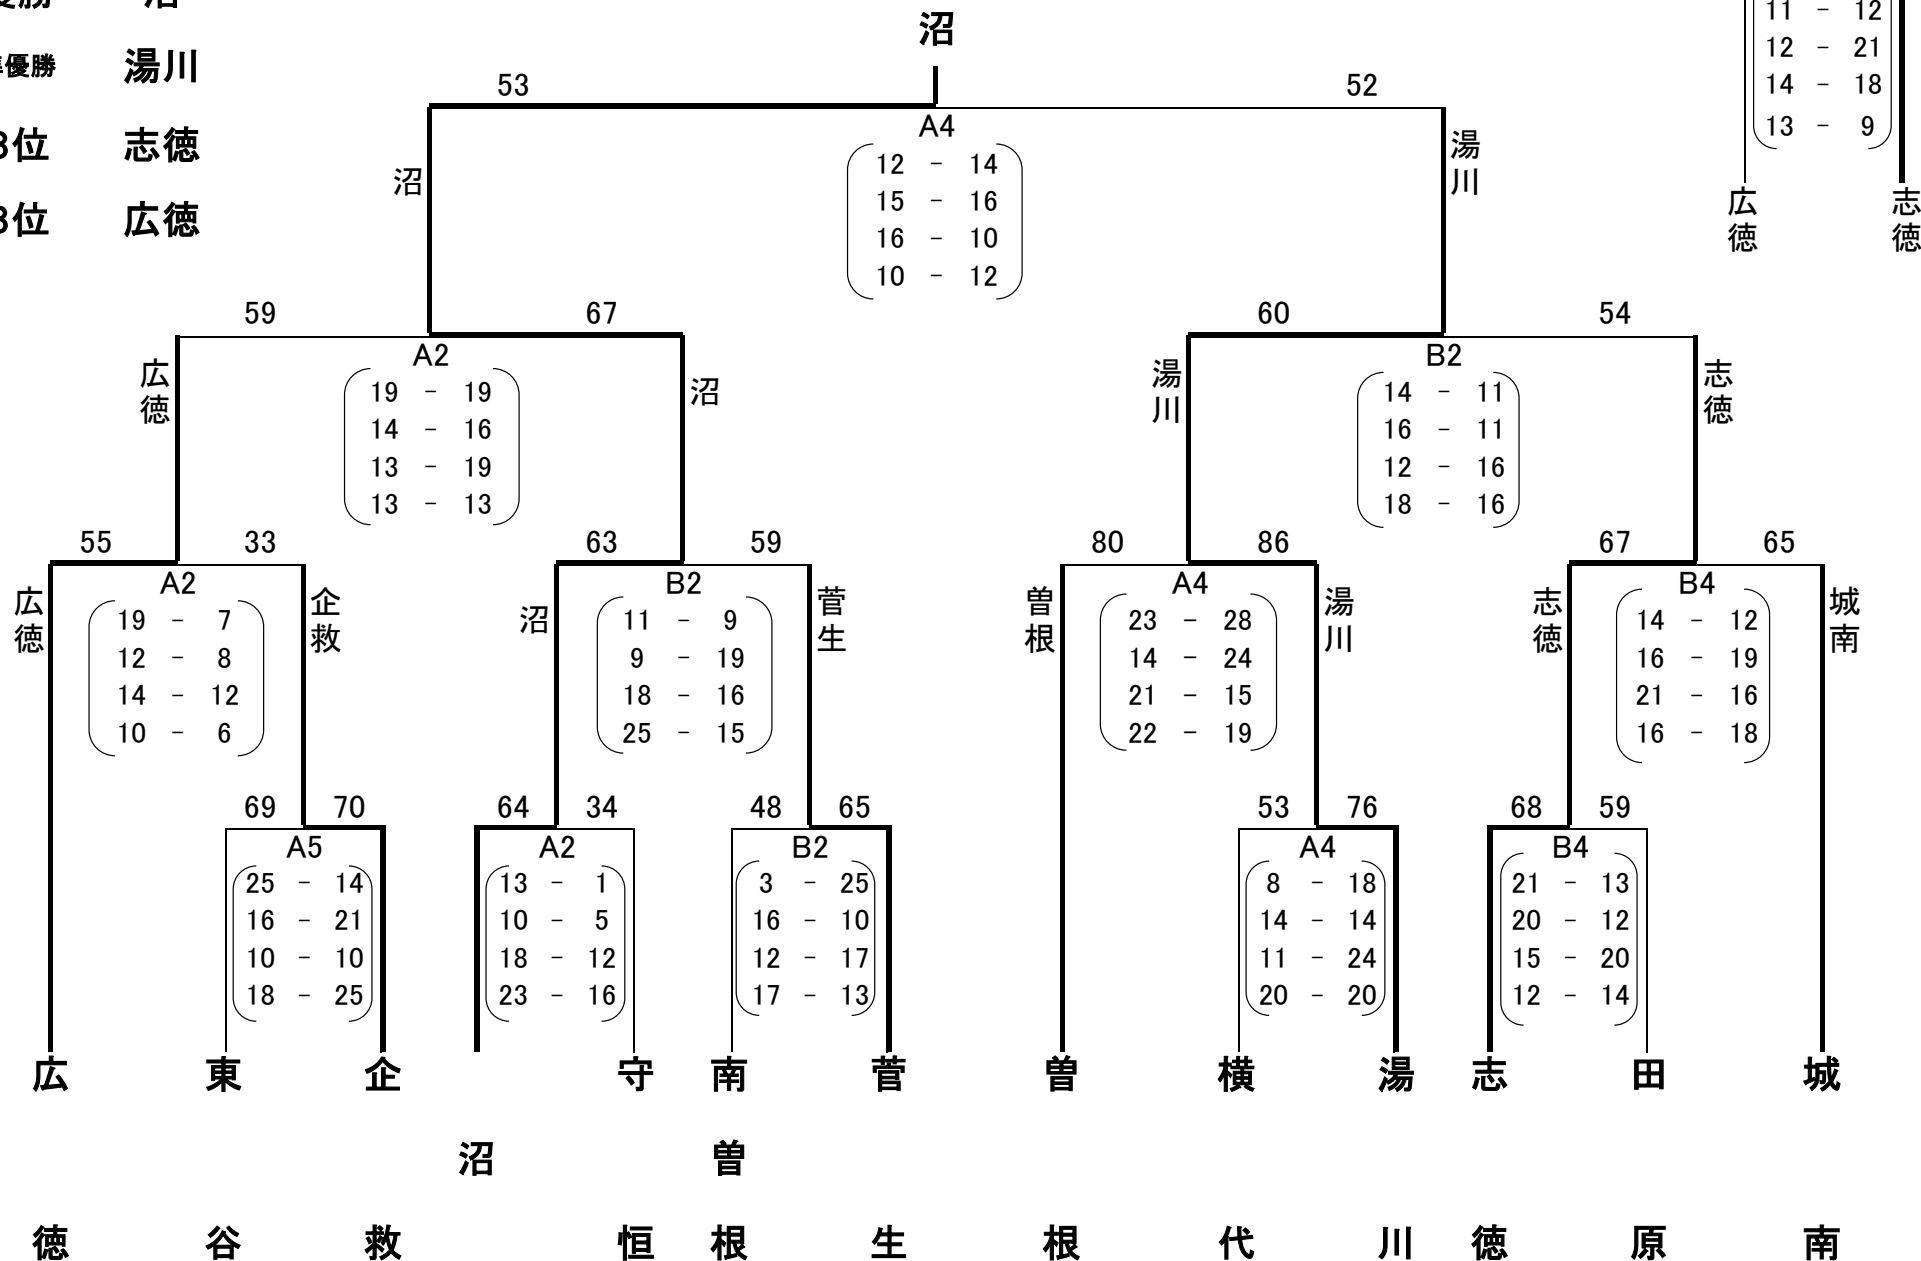 優勝 沼
準優勝 湯川
3位 志徳
3位 広徳
沼
53 52
A4
12 - 14
15 - 16
16 - 10
10 - 12
沼
湯川
11 - 12
12 - 21
14 - 18
13 - 9
広徳
志徳
59 67
A2
19 - 19
14 - 16
13 - 19
13 - 13
広徳
沼
60 54
B2
14 - 11
16 - 11
12 - 16
18 - 16
湯川
志徳
55 33
A2
19 - 7
12 - 8
14 - 12
10 - 6
広徳
企救
63 59
B2
11 - 9
9 - 19
18 - 16
25 - 15
沼
菅生
80 86
A4
23 - 28
14 - 24
21 - 15
22 - 19
曽根
湯川
67 65
B4
14 - 12
16 - 19
21 - 16
16 - 18
志徳
城南
69 70
A5
25 - 14
16 - 21
10 - 10
18 - 25
64 34
A2
13 - 1
10 - 5
18 - 12
23 - 16
48 65
B2
3 - 25
16 - 10
12 - 17
17 - 13
53 76
A4
8 - 18
14 - 14
11 - 24
20 - 20
68 59
B4
21 - 13
20 - 12
15 - 20
12 - 14
広徳
東谷
企救
沼
守恒
南曽根
菅生
曽根
横代
湯川
志徳
田原
城南